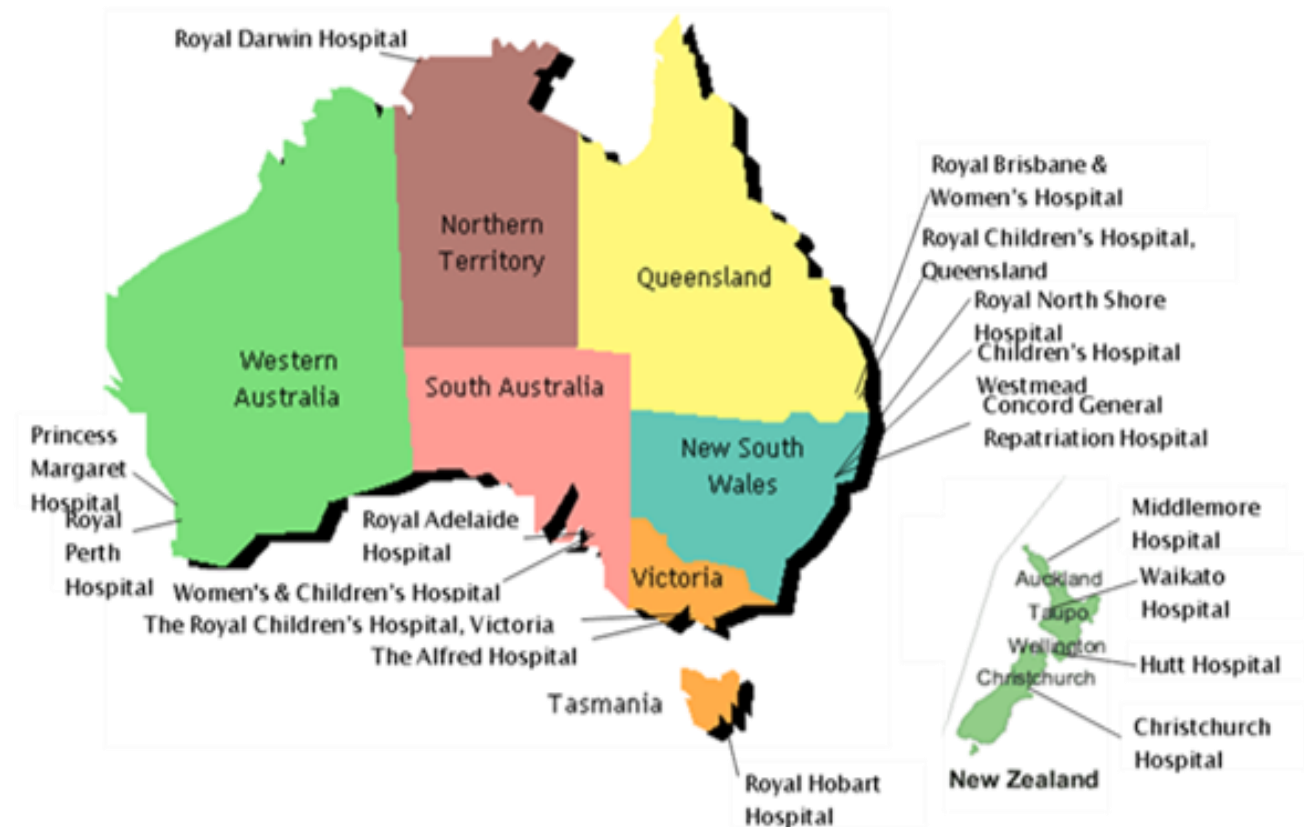 Royal Darwin Hospital
Royal Brisbane &
Women's Hospital
Royal Children's Hospital,
Queensland
Royal North Shore
Hospital
Children's Hospital
Westmead
Concord General
Repatriation Hospital
Northern
Territory
Queensland
Western
Australia
South Australia
New South
Wales
Victoria
Tasmania
Princess
Margaret
Hospital
Royal
Perth
Hospital
Royal Adelaide
Hospital
Women's & Children's Hospital
The Royal Children's Hospital, Victoria
The Alfred Hospital
Royal Hobart
Hospital
Middlemore
Hospital
Auckland
Waikato
Hospital
Taupo
Wellington
Hutt Hospital
Christchurch
Christchurch
Hospital
New Zealand